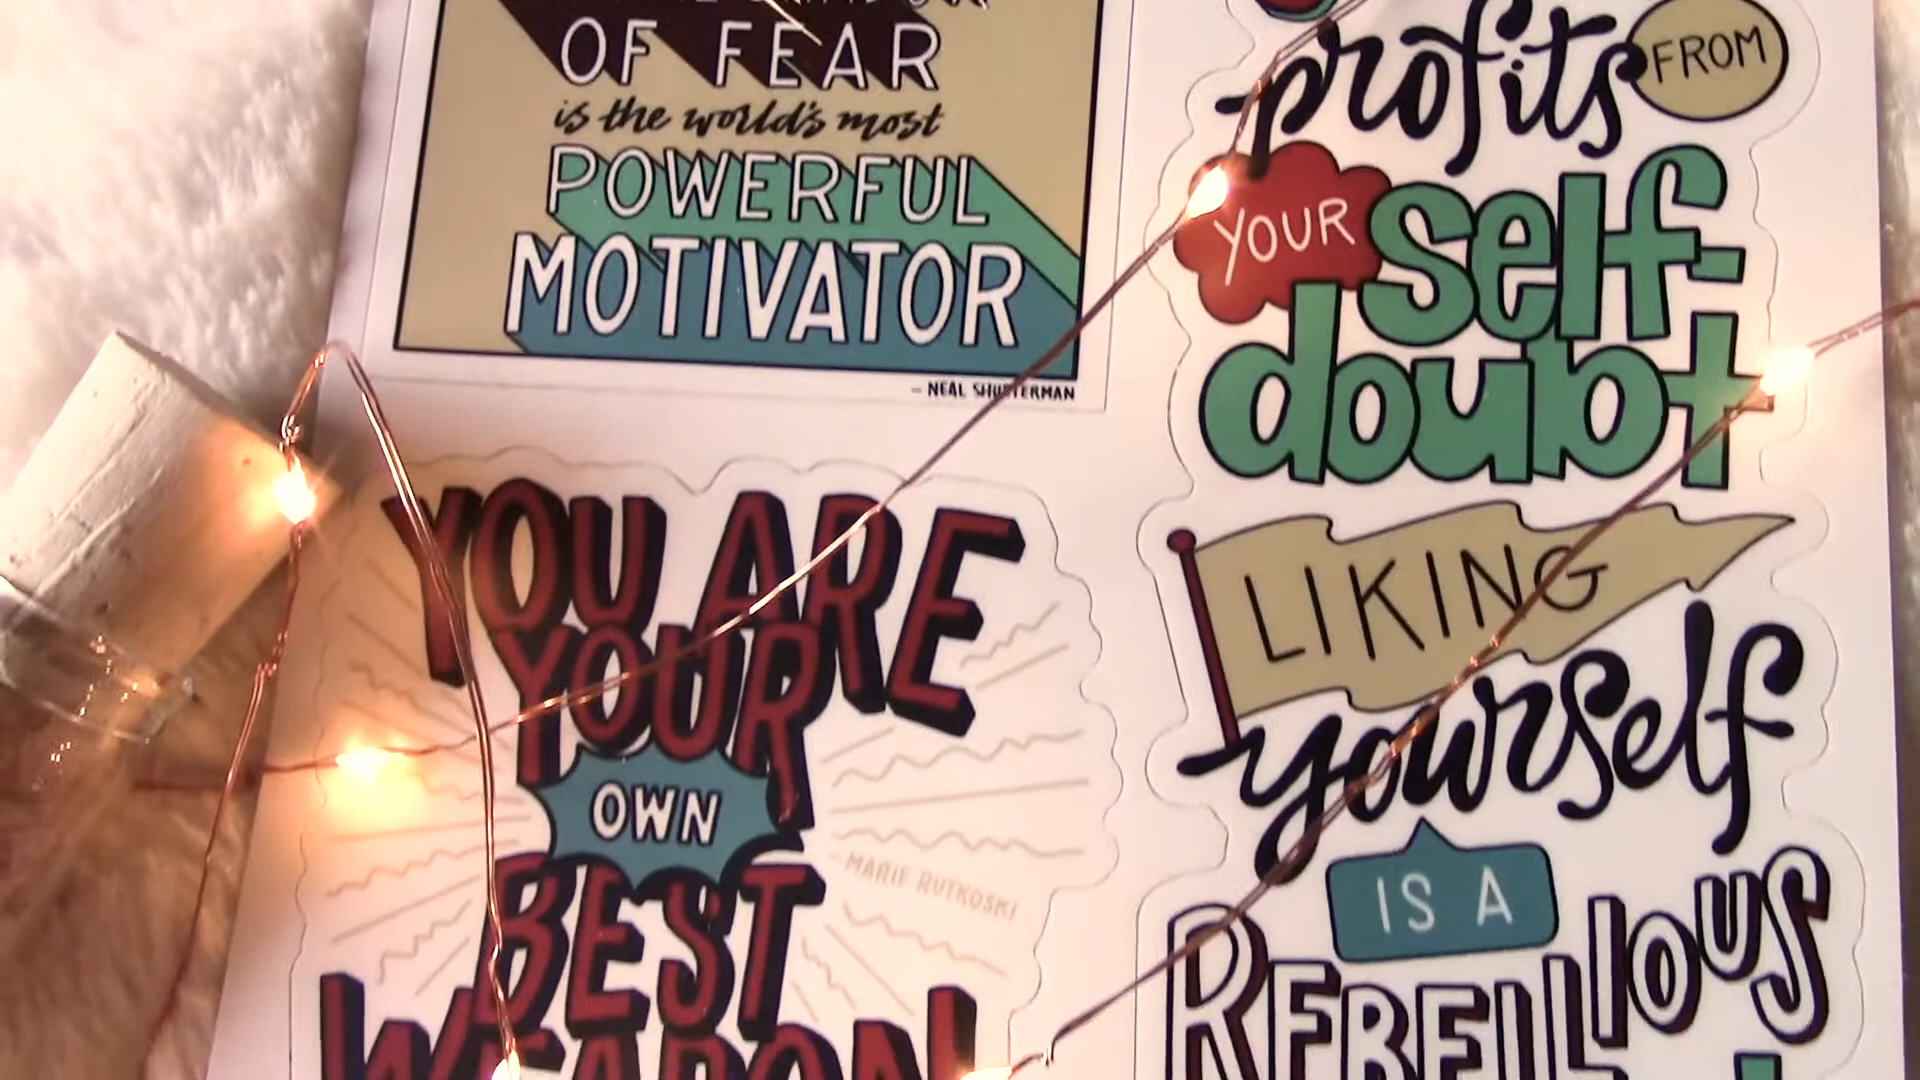 OF FEAR
is the world's most
POWERFUL
MOTIVATOR
- NEAL SHUSTERMAN
YOU ARE
YOUR
OWN
BEST
WEAPON
- MARIE RUTKOSKI
profits FROM
YOUR self-
doubt
LIKING
yourself
IS A
REBELLIOUS